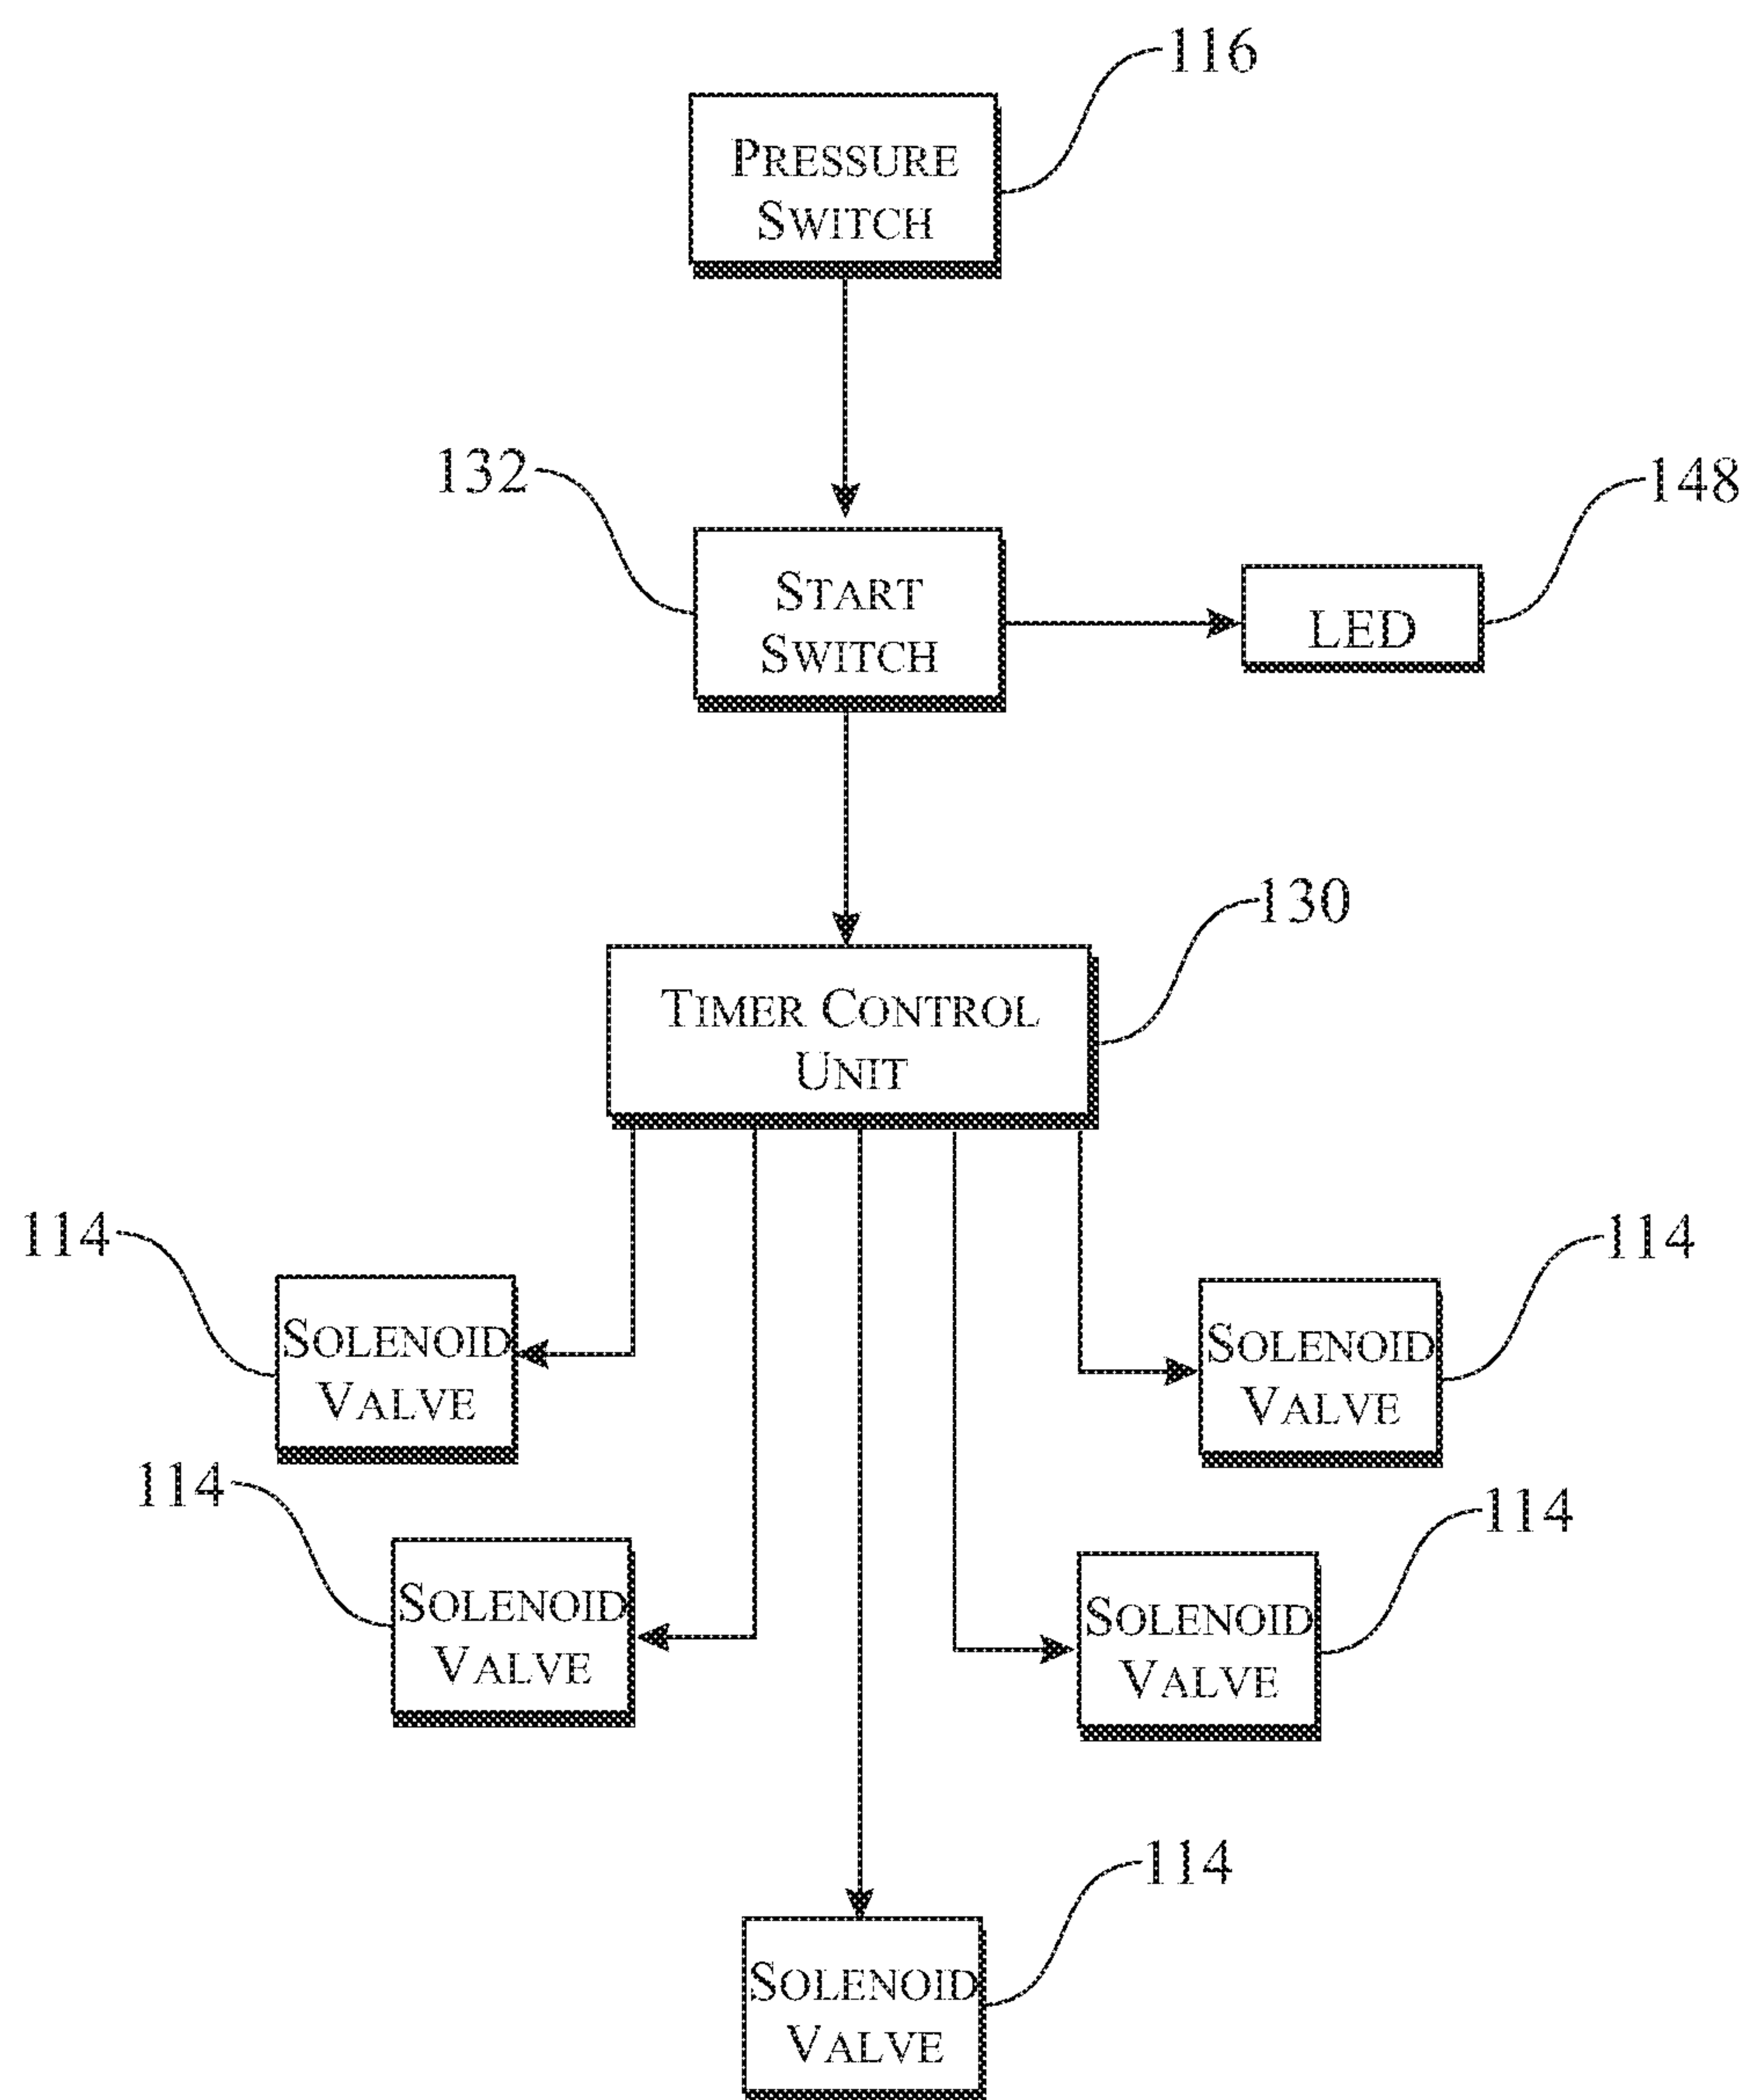 116
PRESSURE
SWITCH
132
148
START
SWITCH
LED
130
TIMER CONTROL
UNIT
114
114
SOLENOID
VALVE
SOLENOID
VALVE
114
114
SOLENOID
VALVE
SOLENOID
VALVE
114
SOLENOID
VALVE